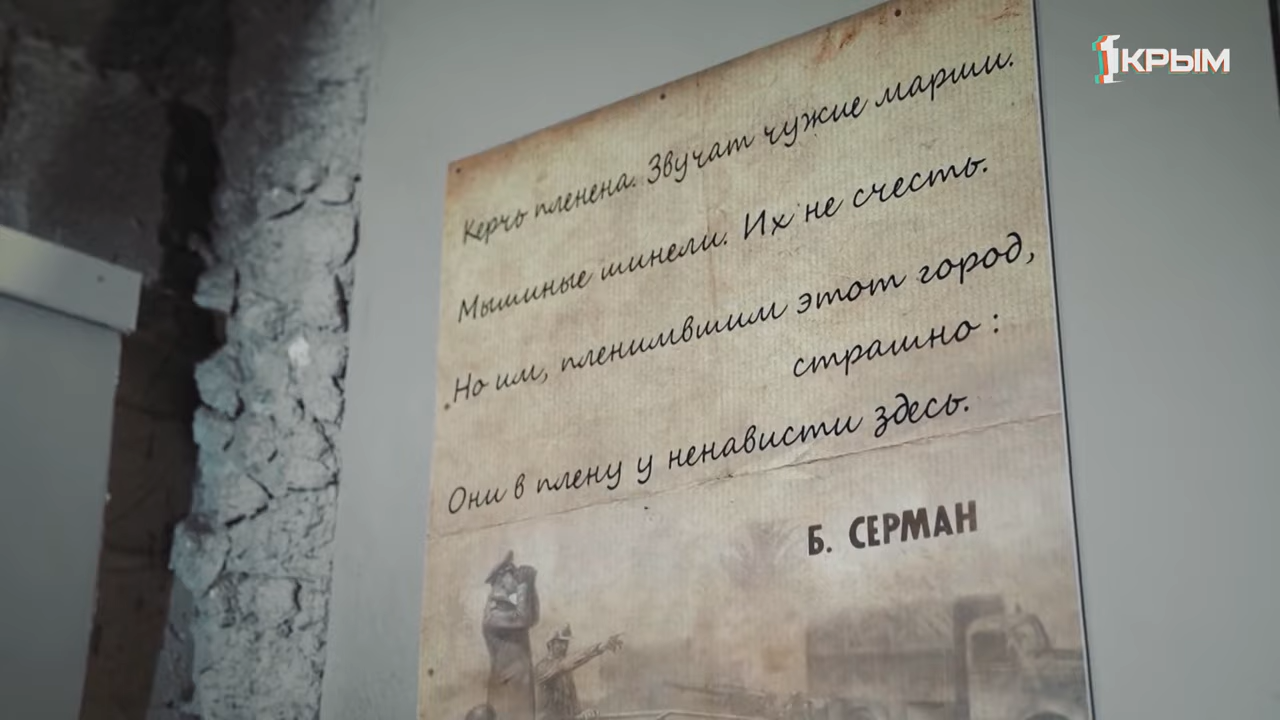 1КРЫМ
Керчь пленена. Звучат чужие марши.
Мышиные шинели. Их не счесть.
Но им, пленимвшим этот город,
страшно :
Они в плену у ненависти здесь.
Б. СЕРМАН